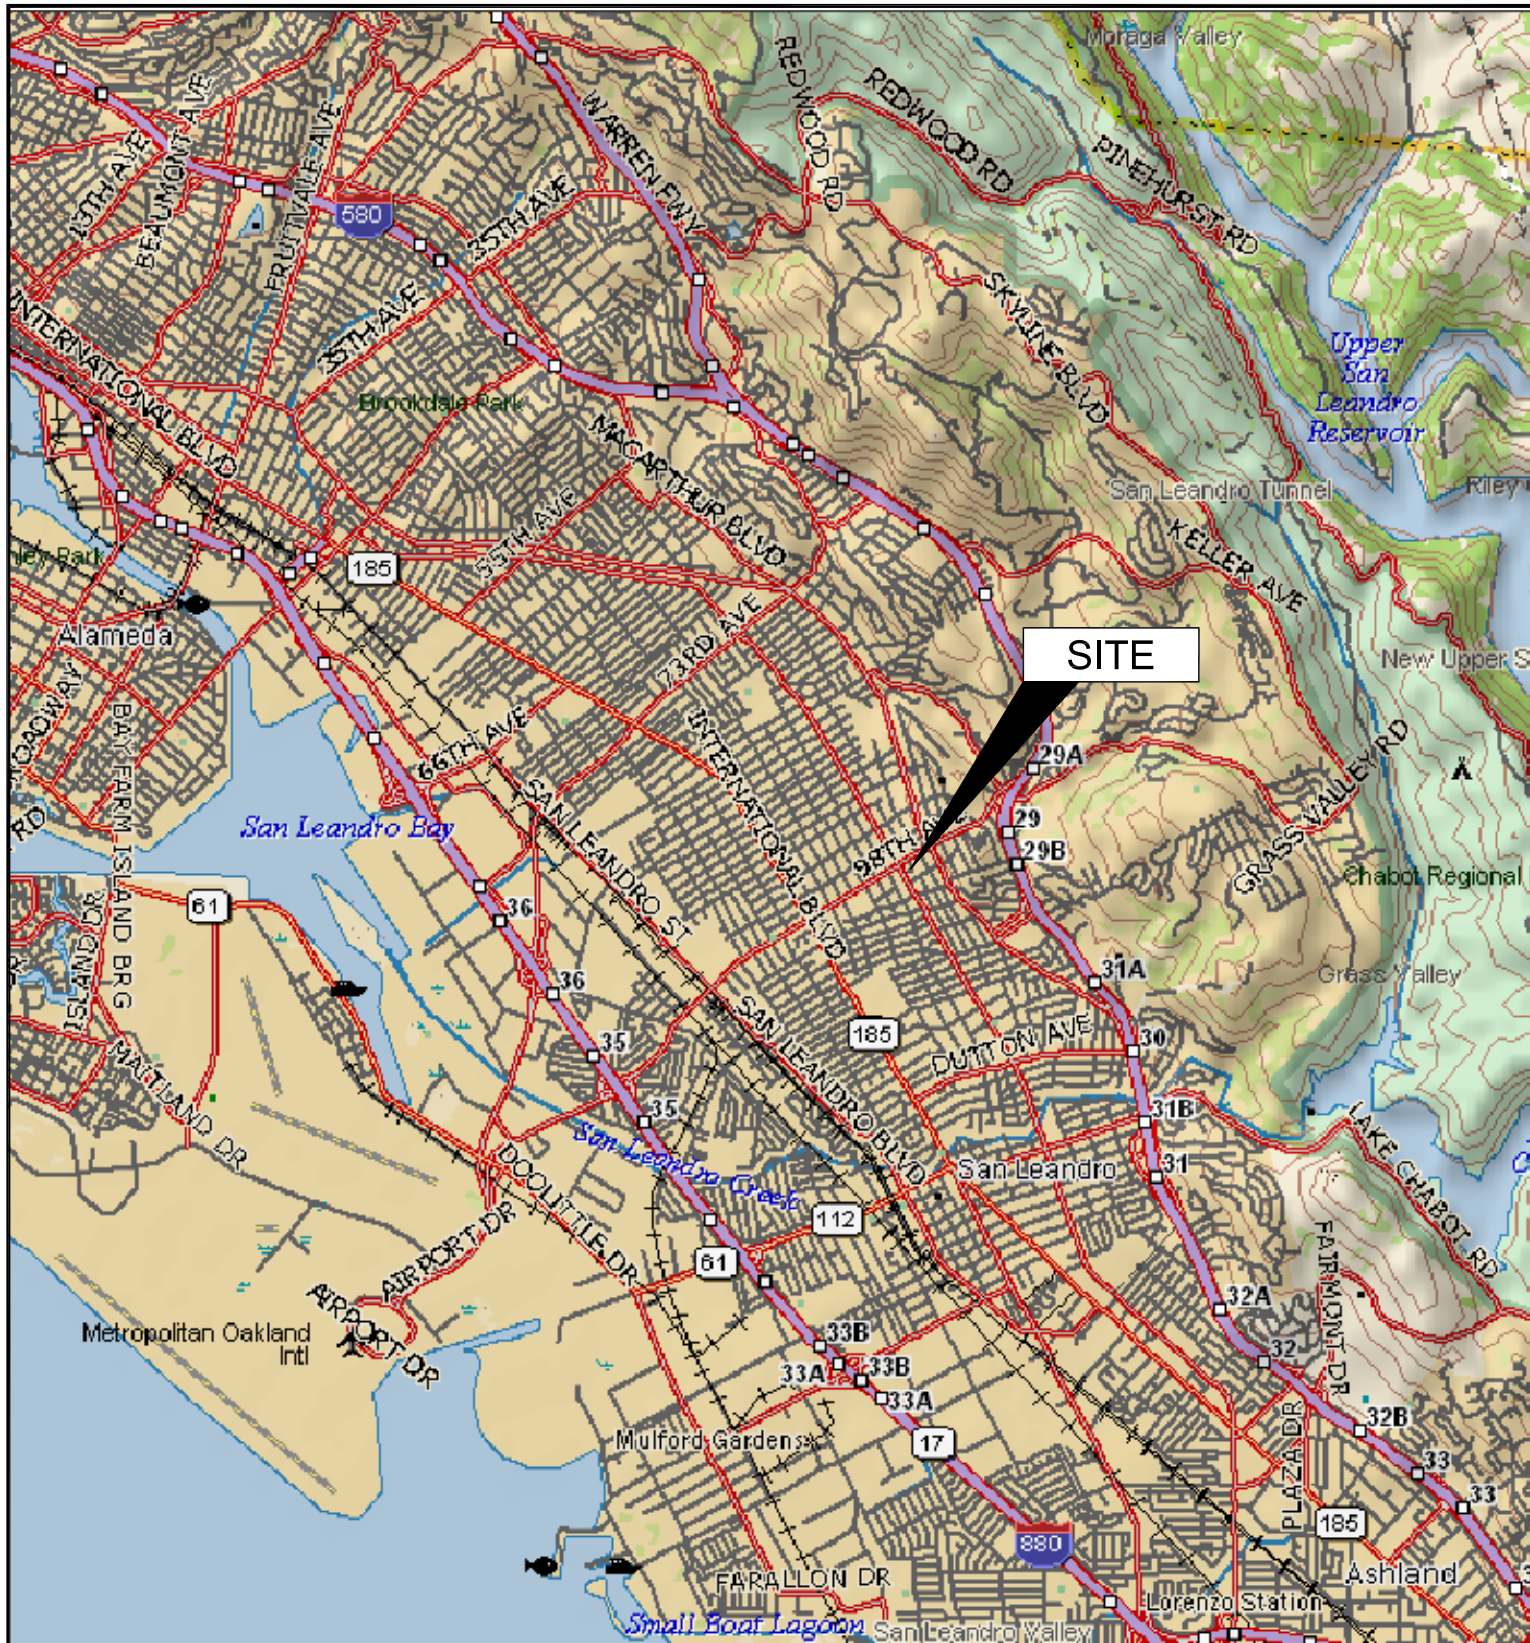 Moraga Valley
REDWOOD RD
REDWOOD RD
PINEHURST RD
WARREN FWY
13TH AVE
BEAUMONT AVE
FRUITVALE AVE
580
35TH AVE
35TH AVE
SKYLINE BLVD
INTERNATIONAL BLVD
Upper
San
Leandro
Reservoir
Brookdale Park
MACARTHUR BLVD
San Leandro Tunnel
Riley
55TH AVE
KELLER AVE
185
Alameda
73RD AVE
SITE
New Upper S
BAY FARM ISLAND BRG
66TH AVE
INTERNATIONAL BLVD
29A
GRASS VALLEY RD
RD
San Leandro Bay
SAN LEANDRO ST
98TH AVE
29
29B
Chabot Regional
61
36
ISLAND DR
36
31A
Grass Valley
SAN LEANDRO BLVD
185
DUTTON AVE
30
35
MAITLAND DR
35
31B
LAKE CHABOT RD
San Leandro Creek
San Leandro
31
DOOLITTLE DR
112
AIRPORT DR
61
FAIRMONT DR
AIRPORT DR
32A
Metropolitan Oakland
Intl
33B
32
33A
33B
33A
PLAZA DR
32B
Mulford Gardens
17
33
33
185
880
Ashland
FARALLON DR
Lorenzo Station
Small Boat Lagoon
San Leandro Valley